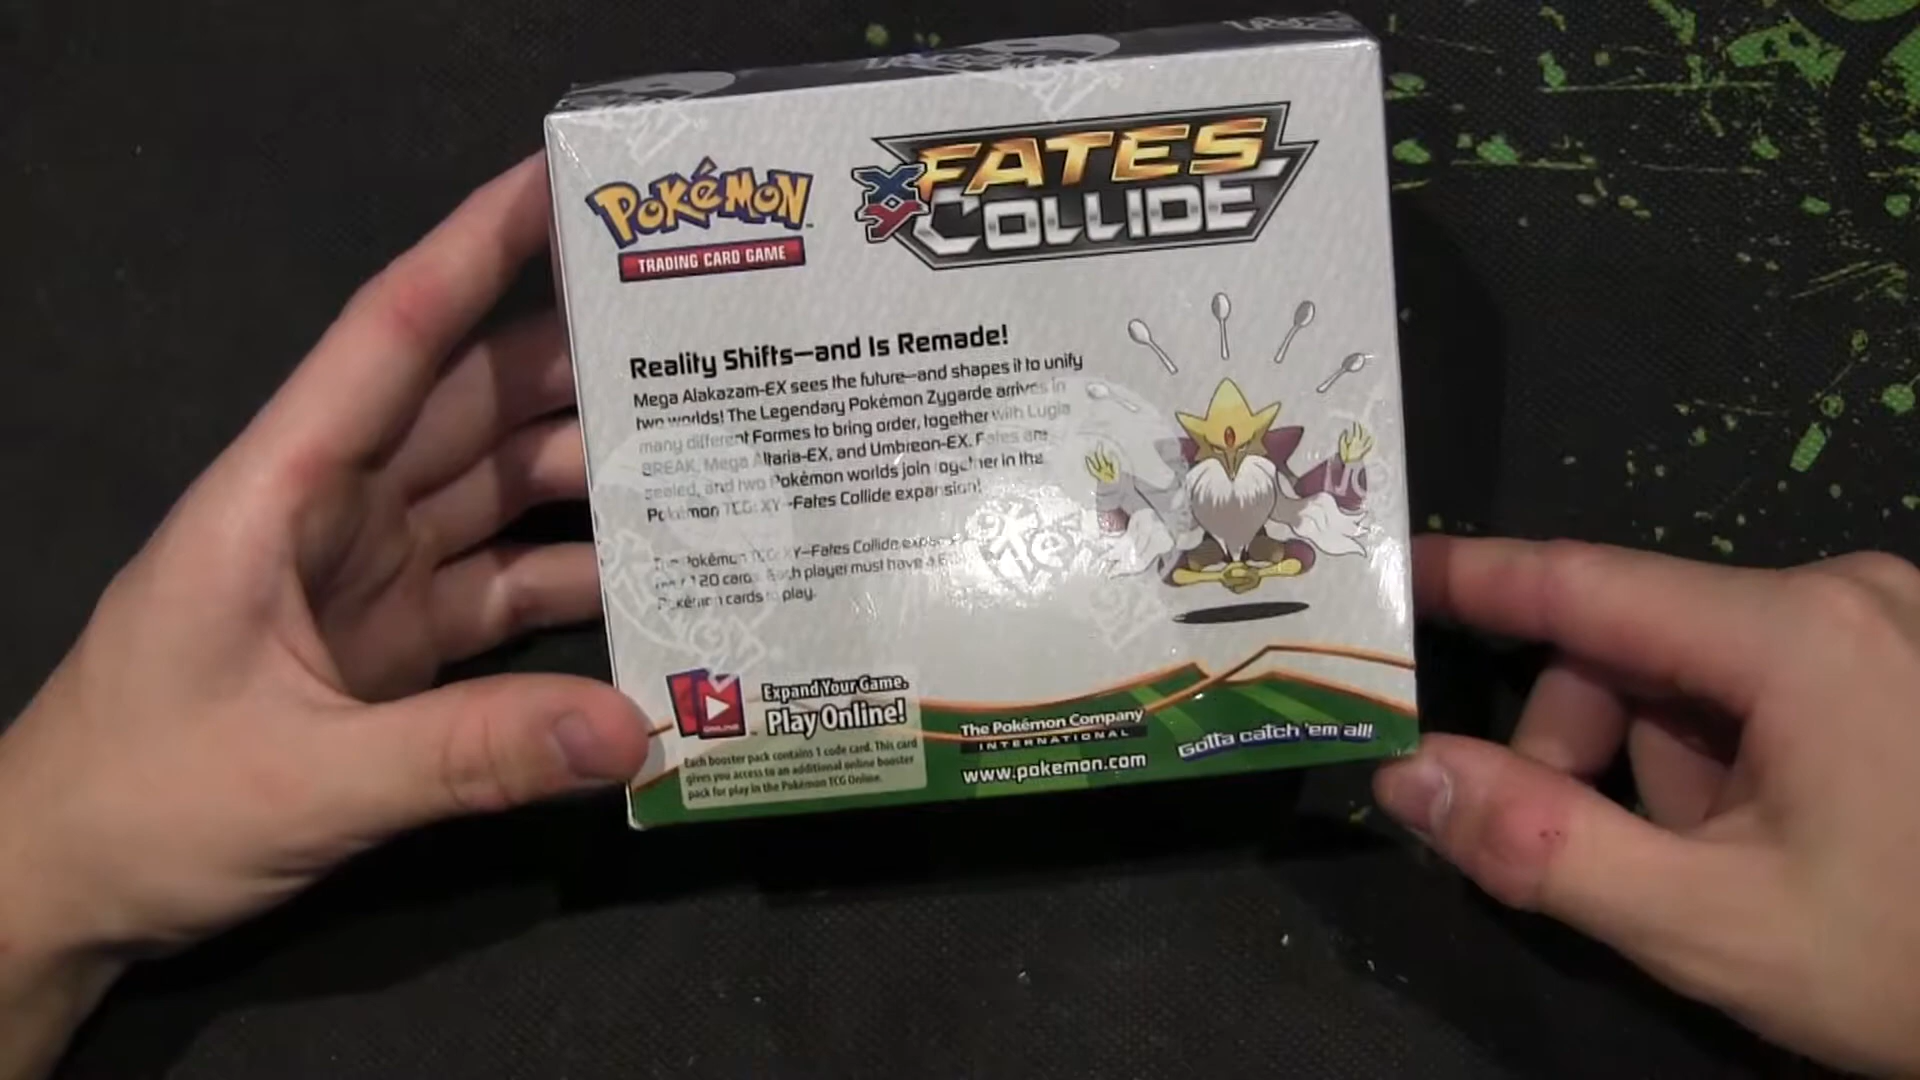 Pokémon
TRADING CARD GAME
XY FATES
COLLIDE
Reality Shifts—and Is Remade!
Mega Alakazam-EX sees the future—and shapes it to unify
two worlds! The Legendary Pokémon Zygarde arrives in
many different Formes to bring order, together with Lugia
BREAK, Mega Altaria-EX, and Umbreon-EX. Fates are
sealed, and two Pokémon worlds join together in the
Pokémon TCG: XY—Fates Collide expansion!
The Pokémon TCG: XY—Fates Collide
120 card. Each player must have a
Pokémon cards to play.
Expand Your Game.
Play Online!
ONLINE
Each booster pack contains 1 code card. This card
gives you access to an additional online booster
pack for play in the Pokémon TCG Online.
The Pokémon Company
INTERNATIONAL
www.pokemon.com
Gotta catch 'em all!